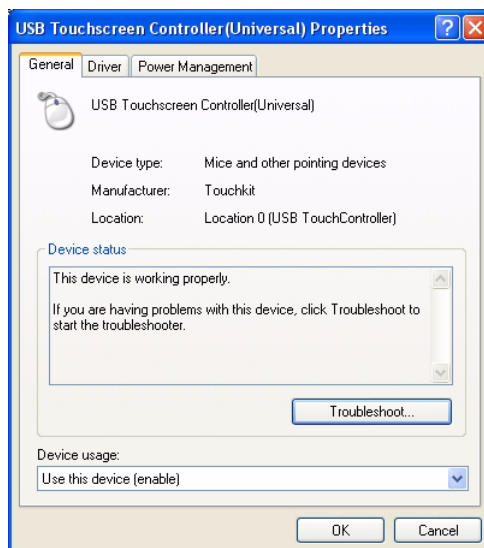 USB Touchscreen Controller(Universal) Properties
General Driver Power Management
USB Touchscreen Controller(Universal)
Device type: Mice and other pointing devices
Manufacturer: Touchkit
Location: Location 0 (USB TouchController)
Device status
This device is working properly.
If you are having problems with this device, click Troubleshoot to
start the troubleshooter.
Troubleshoot...
Device usage:
Use this device (enable)
OK Cancel